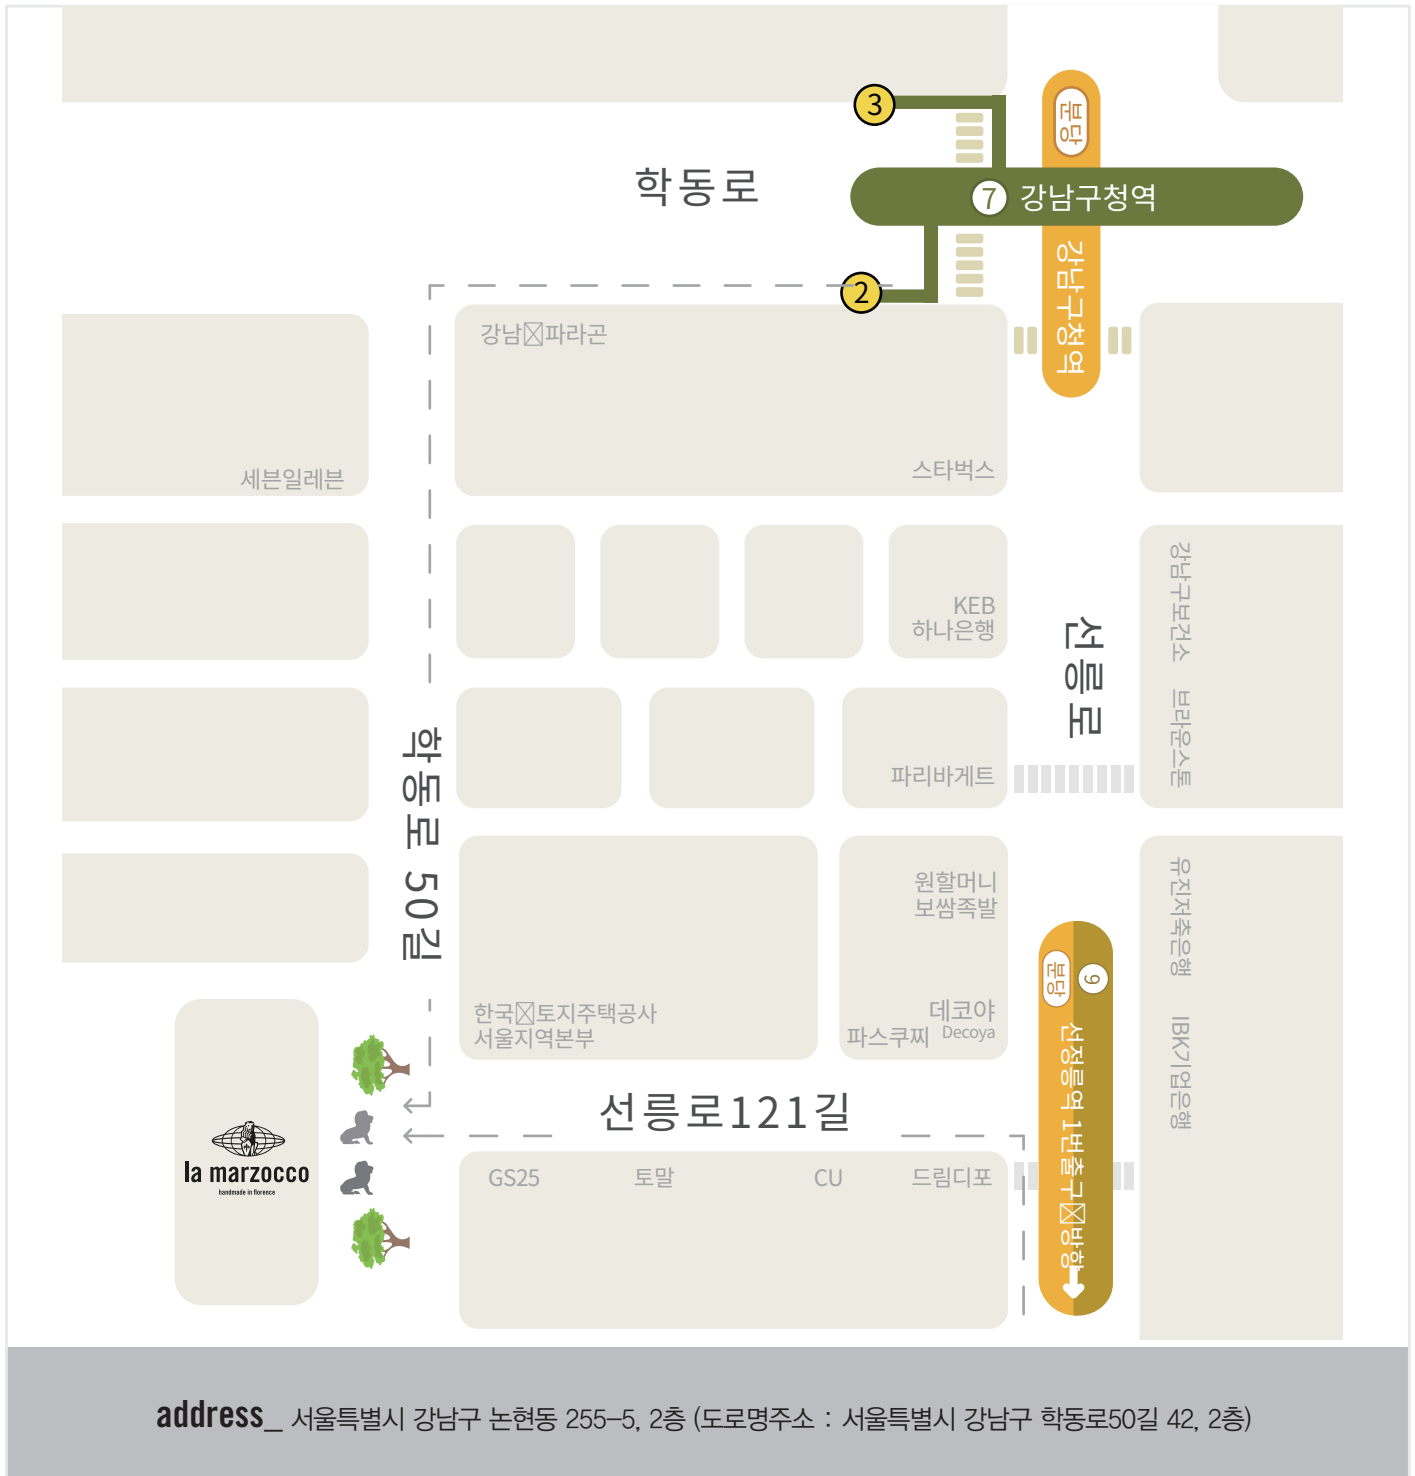 3
분당
학동로
7 강남구청역
강남구청역
2
강남 파라곤
스타벅스
세븐일레븐
KEB
하나은행
강남구보건소
브라운스톤
선릉로
파리바게트
학동로 50길
원할머니
보쌈족발
유진저축은행
IBK기업은행
9
분당
선정릉역 1번출구 방향
한국 토지주택공사
서울지역본부
데코야
Decoya
파스쿠찌
선릉로121길
la marzocco
handmade in florence
GS25
토말
CU
드림디포
address_ 서울특별시 강남구 논현동 255-5, 2층 (도로명주소 : 서울특별시 강남구 학동로50길 42, 2층)